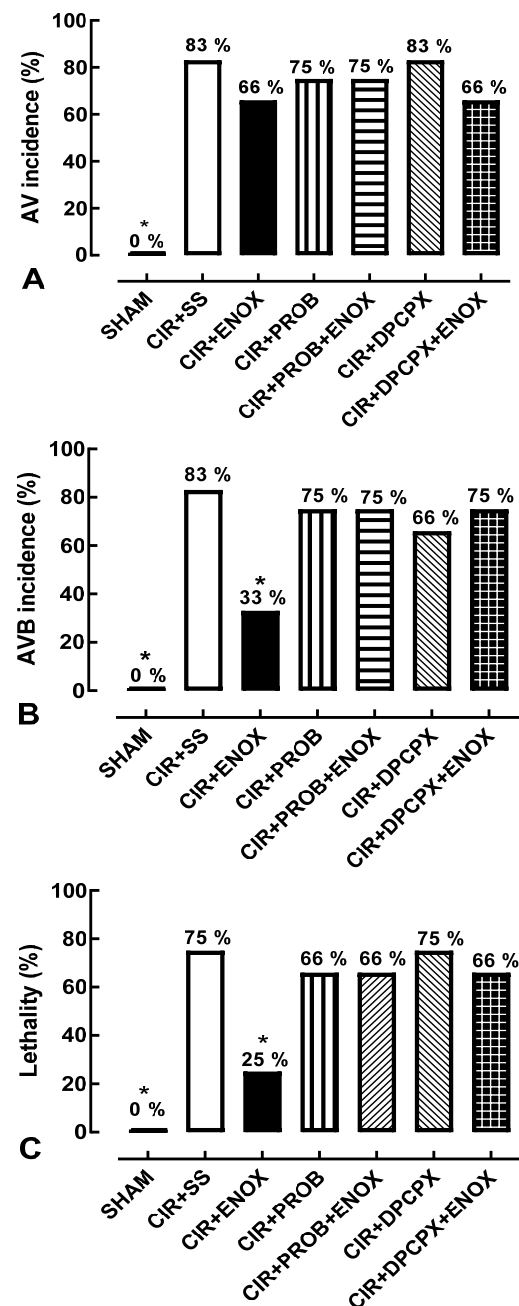 100
80
60
40
20
0
AV incidence (%)
83 %
66 %
75 %
75 %
83 %
66 %
*
0 %
A
SHAM
CIR+SS
CIR+ENOX
CIR+PROB
CIR+PROB+ENOX
CIR+DPCPX
CIR+DPCPX+ENOX
100
80
60
40
20
0
AVB incidence (%)
83 %
75 %
75 %
66 %
75 %
*
33 %
*
0 %
B
SHAM
CIR+SS
CIR+ENOX
CIR+PROB
CIR+PROB+ENOX
CIR+DPCPX
CIR+DPCPX+ENOX
100
80
60
40
20
0
Lethality (%)
75 %
66 %
66 %
75 %
66 %
*
25 %
*
0 %
C
SHAM
CIR+SS
CIR+ENOX
CIR+PROB
CIR+PROB+ENOX
CIR+DPCPX
CIR+DPCPX+ENOX